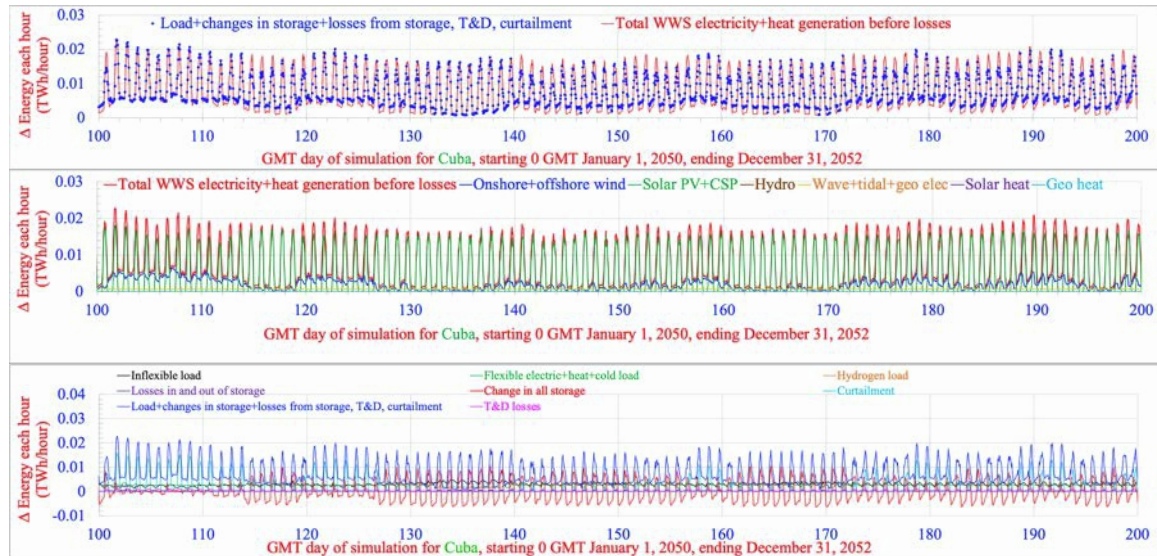 Load+changes in storage+losses from storage, T&D, curtailment Total WWS electricity+heat generation before losses
Δ Energy each hour
(TWh/hour)
0.03
0.02
0.01
0
100 110 120 130 140 150 160 170 180 190 200
GMT day of simulation for Cuba, starting 0 GMT January 1, 2050, ending December 31, 2052
Total WWS electricity+heat generation before losses Onshore+offshore wind Solar PV+CSP Hydro Wave+tidal+geo elec Solar heat Geo heat
Δ Energy each hour
(TWh/hour)
0.03
0.02
0.01
0
100 110 120 130 140 150 160 170 180 190 200
GMT day of simulation for Cuba, starting 0 GMT January 1, 2050, ending December 31, 2052
Inflexible load Flexible electric+heat+cold load Hydrogen load
Losses in and out of storage Change in all storage Curtailment
Load+changes in storage+losses from storage, T&D, curtailment T&D losses
Δ Energy each hour
(TWh/hour)
0.04
0.03
0.02
0.01
0
-0.01
100 110 120 130 140 150 160 170 180 190 200
GMT day of simulation for Cuba, starting 0 GMT January 1, 2050, ending December 31, 2052